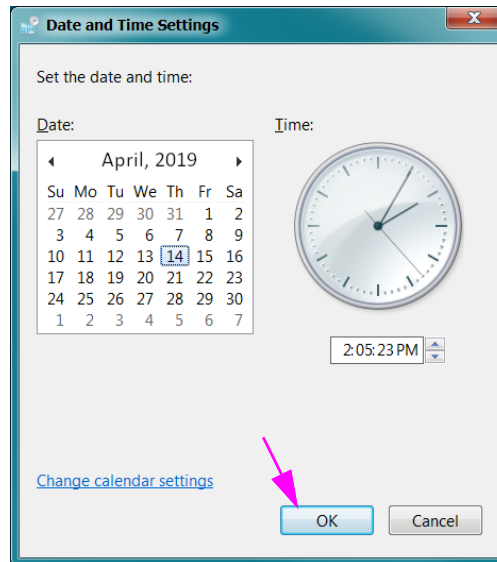 Date and Time Settings
X
Set the date and time:
Date:
Time:
April, 2019
Su Mo Tu We Th Fr Sa
27 28 29 30 31 1 2
3 4 5 6 7 8 9
10 11 12 13 14 15 16
17 18 19 20 21 22 23
24 25 26 27 28 29 30
1 2 3 4 5 6 7
2:05:23 PM
Change calendar settings
OK
Cancel